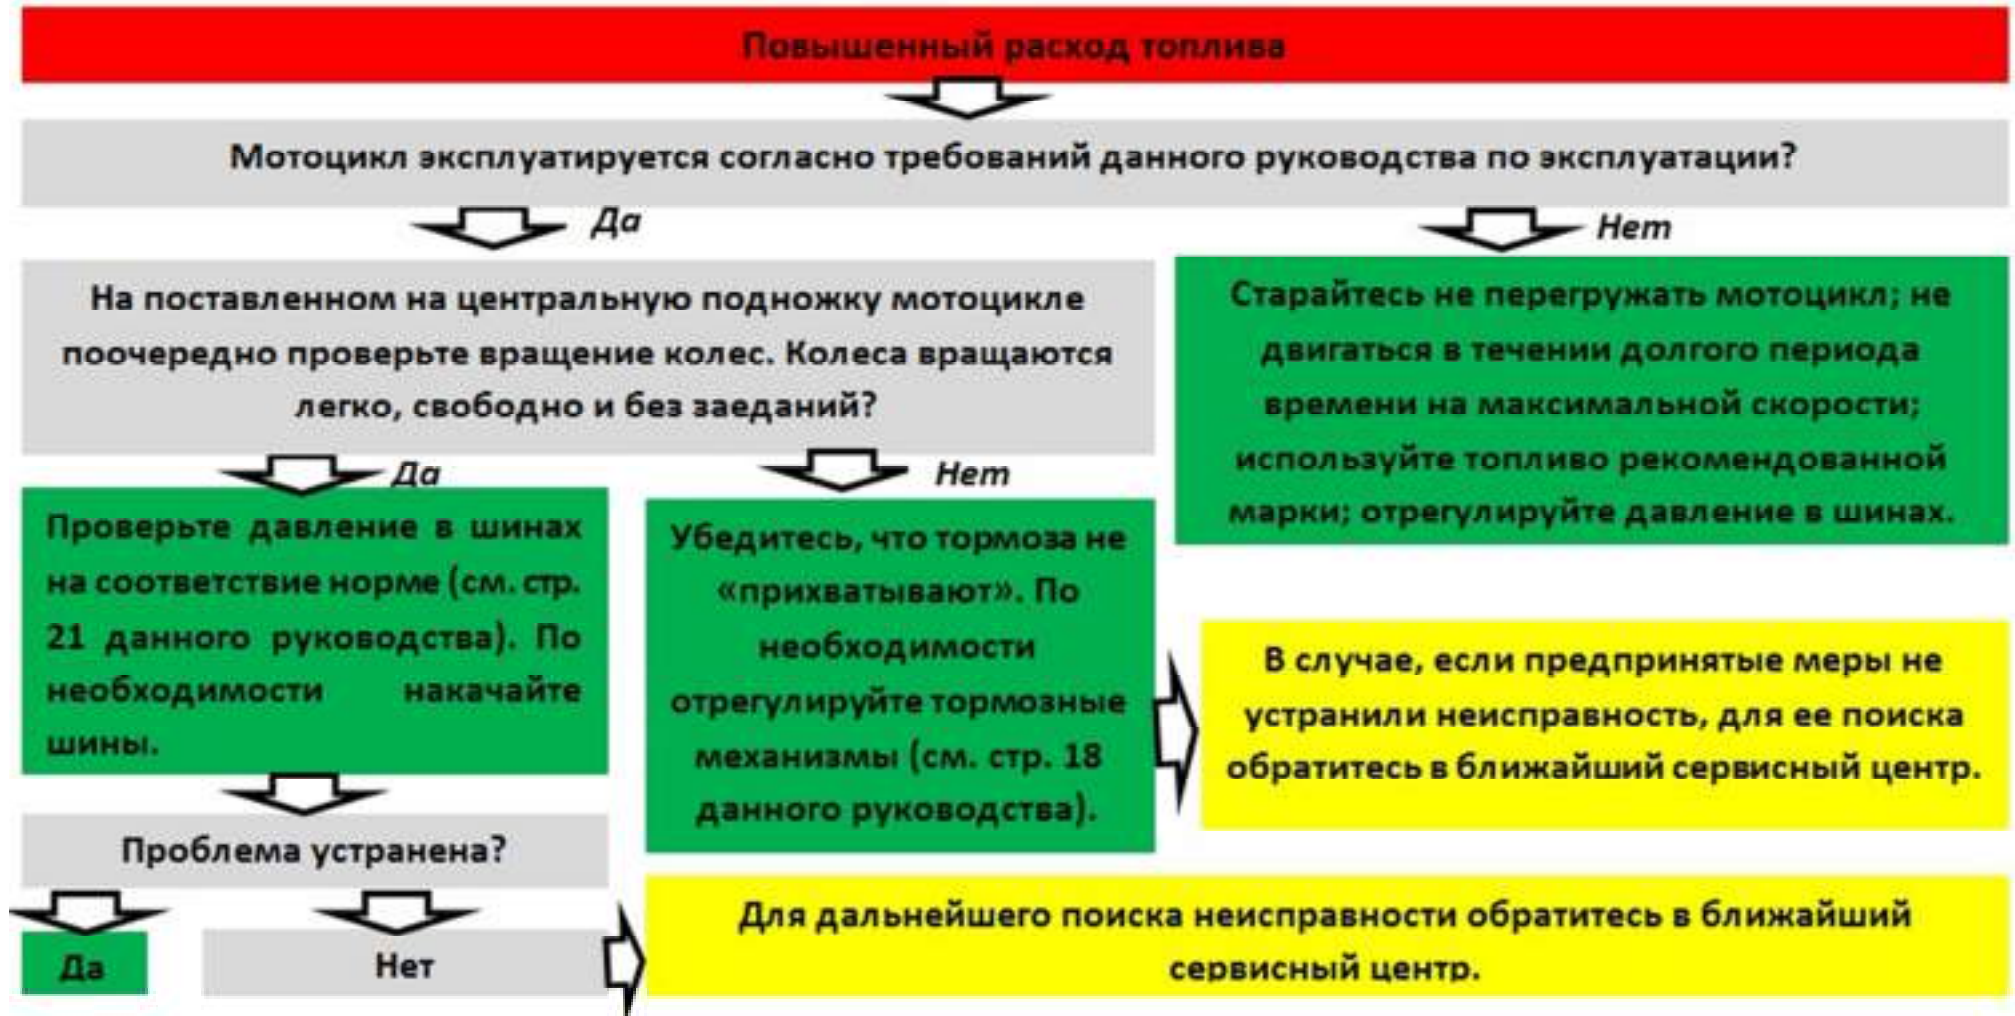 Повышенный расход топлива
Мотоцикл эксплуатируется согласно требований данного руководства по эксплуатации?
Да
Нет
На поставленном на центральную подножку мотоцикле
поочередно проверьте вращение колес. Колеса вращаются
легко, свободно и без заеданий?
Старайтесь не перегружать мотоцикл; не
двигаться в течении долгого периода
времени на максимальной скорости;
используйте топливо рекомендованной
марки; отрегулируйте давление в шинах.
Да
Нет
Проверьте давление в шинах
на соответствие норме (см. стр.
21 данного руководства). По
необходимости накачайте
шины.
Убедитесь, что тормоза не
«прихватывают». По
необходимости
отрегулируйте тормозные
механизмы (см. стр. 18
данного руководства).
В случае, если предпринятые меры не
устранили неисправность, для ее поиска
обратитесь в ближайший сервисный центр.
Проблема устранена?
Да
Нет
Для дальнейшего поиска неисправности обратитесь в ближайший
сервисный центр.